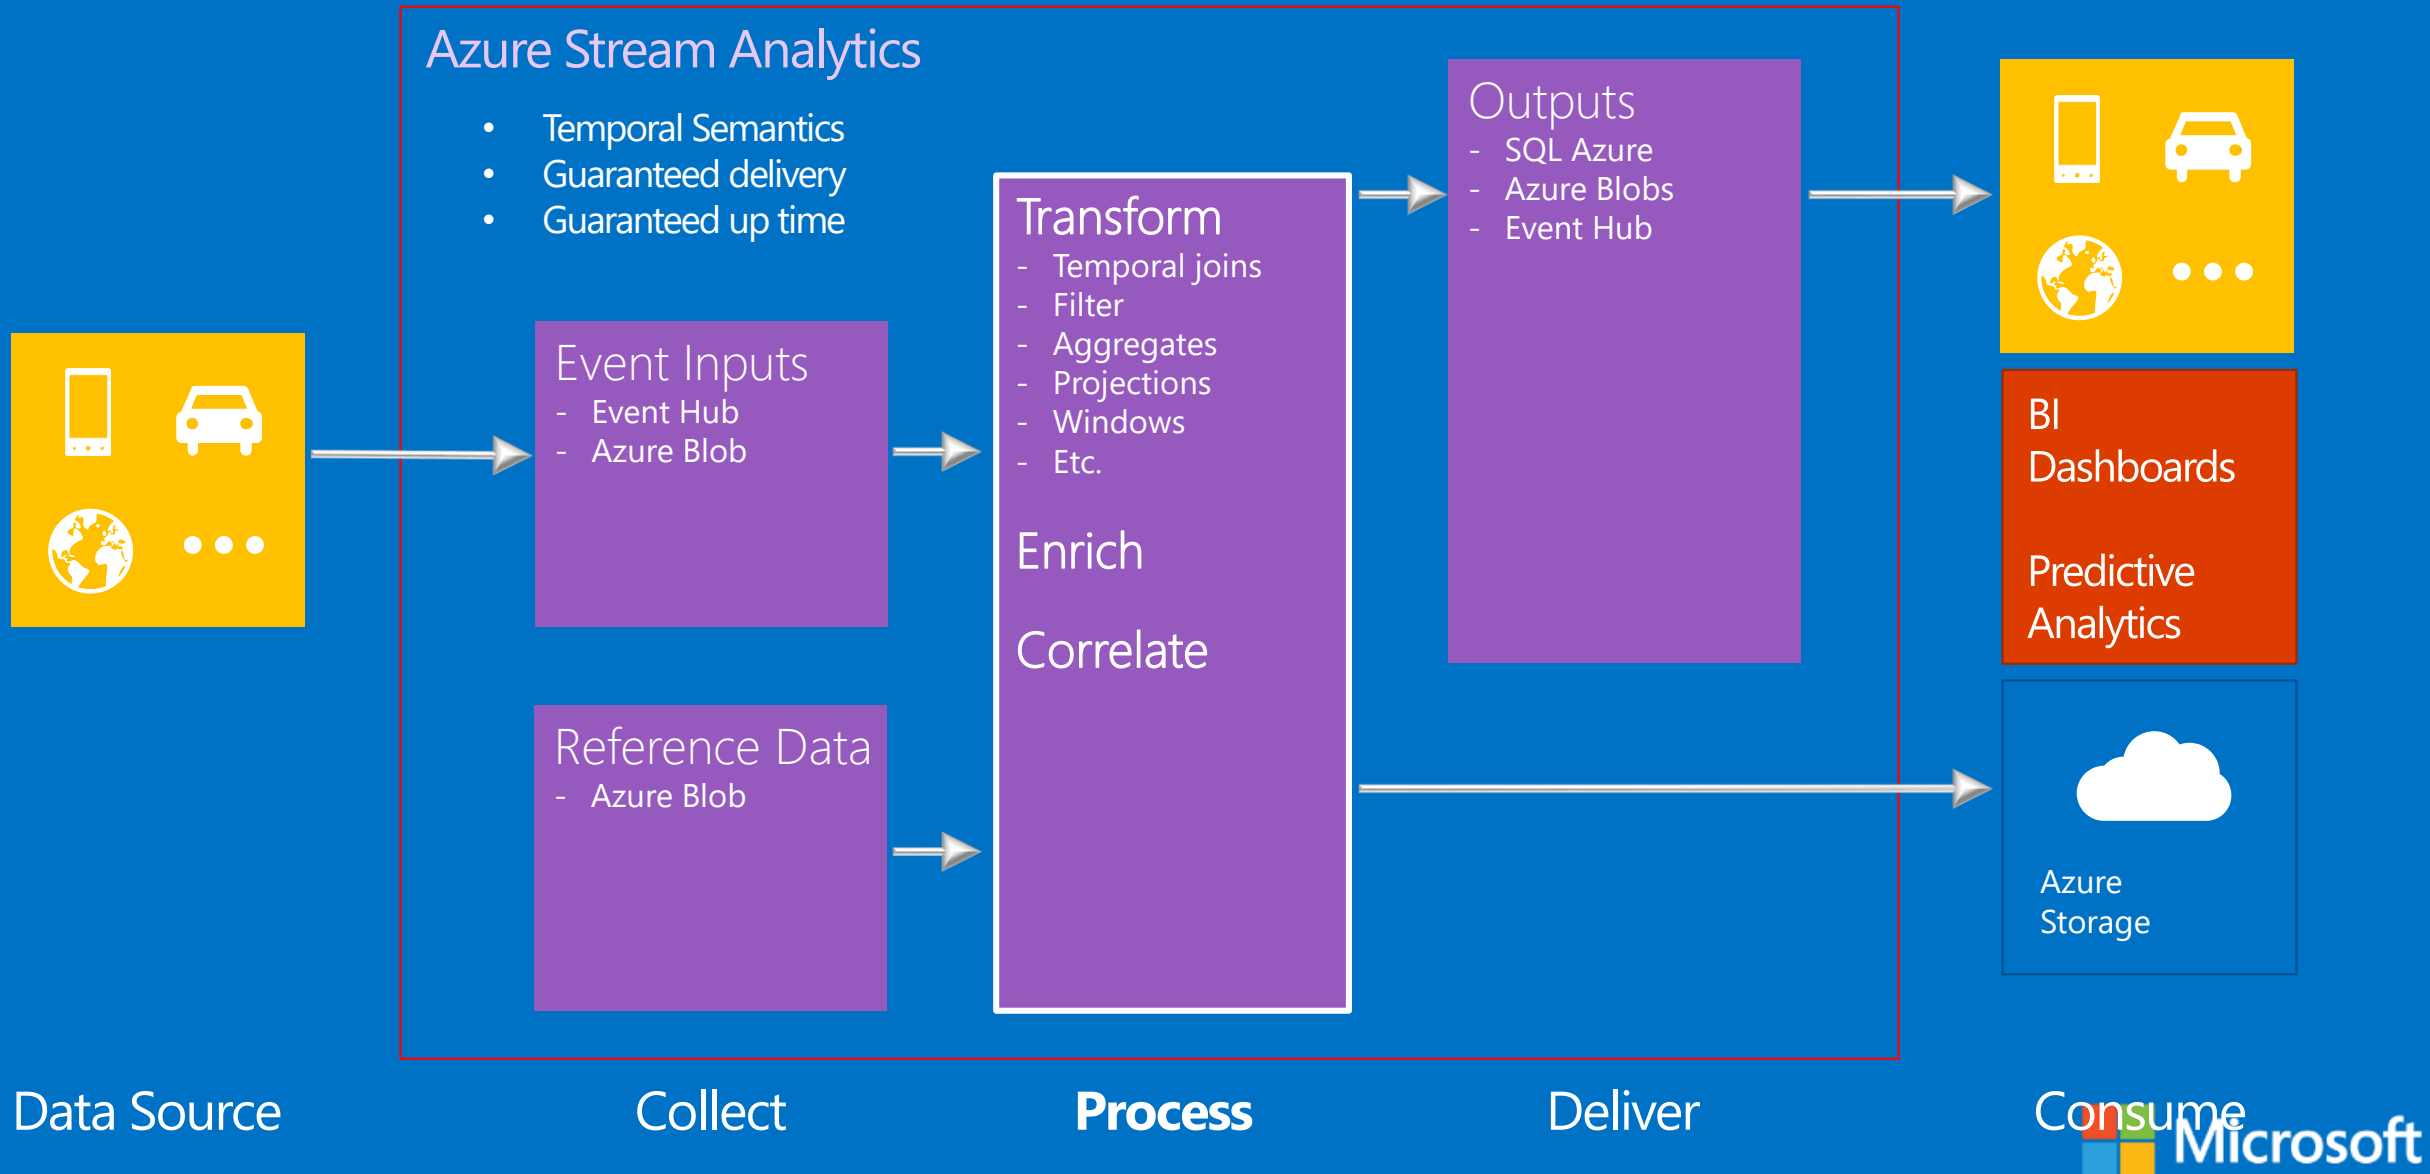 Azure Stream Analytics
• Temporal Semantics
• Guaranteed delivery
• Guaranteed up time
Event Inputs
- Event Hub
- Azure Blob
Reference Data
- Azure Blob
Transform
- Temporal joins
- Filter
- Aggregates
- Projections
- Windows
- Etc.
Enrich
Correlate
Outputs
- SQL Azure
- Azure Blobs
- Event Hub
BI
Dashboards
Predictive
Analytics
Azure
Storage
Data Source
Collect
Process
Deliver
Consume
Microsoft